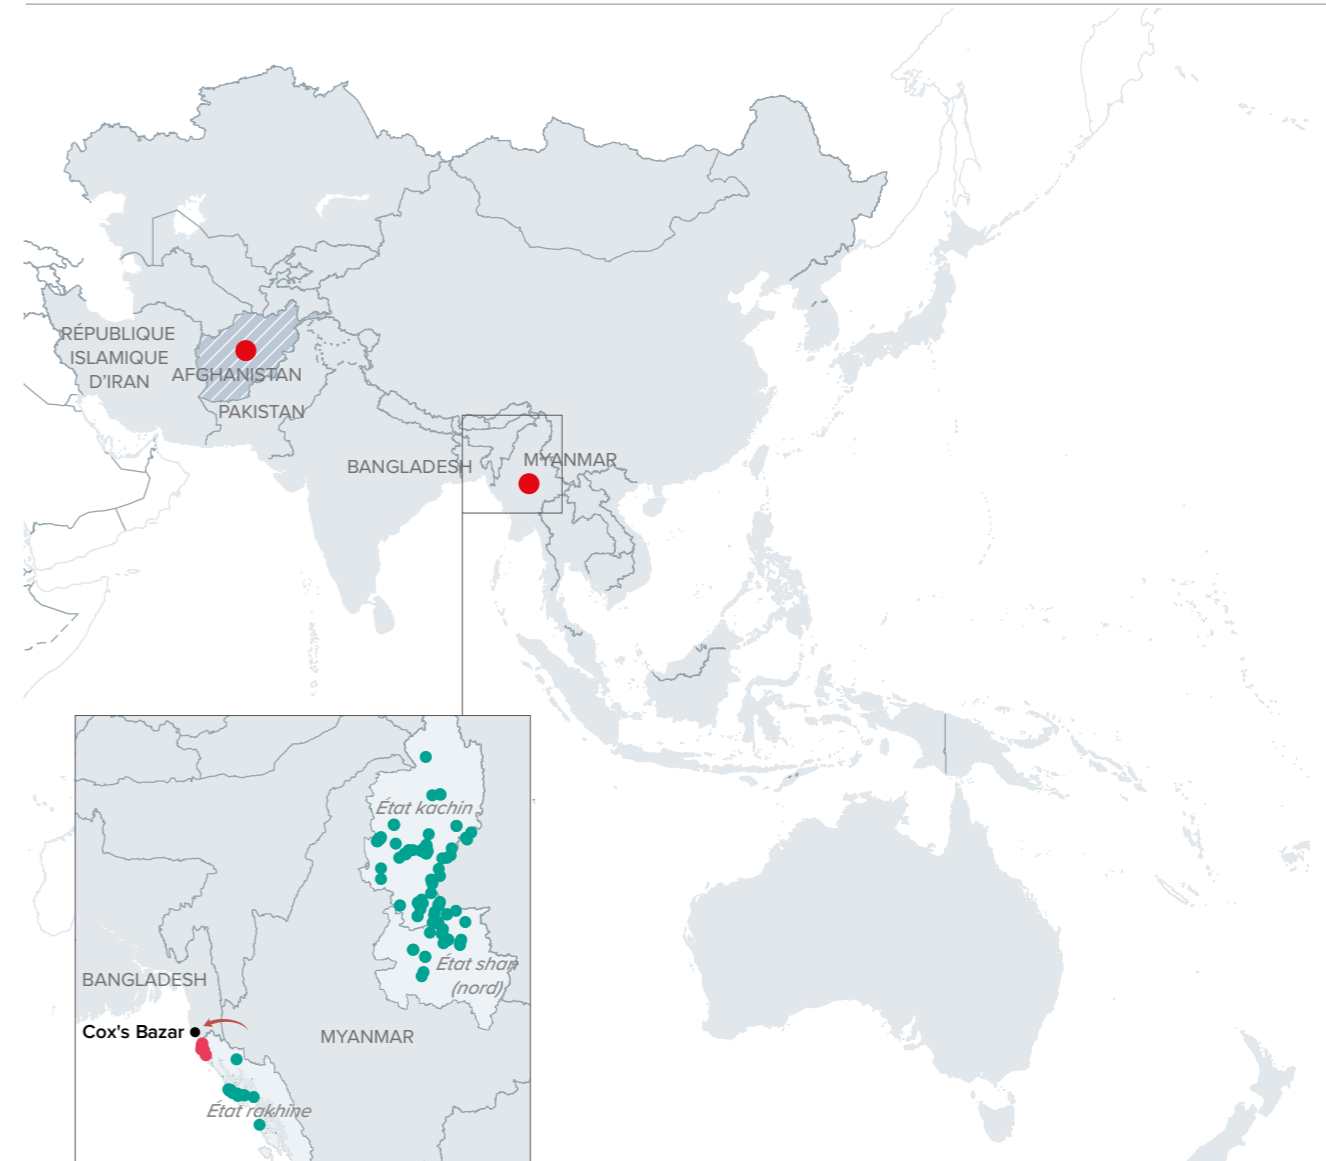 RÉPUBLIQUE
ISLAMIQUE
D'IRAN
AFGHANISTAN
PAKISTAN
BANGLADESH
MYANMAR
État kachin
État shan
(nord)
BANGLADESH
Cox's Bazar
MYANMAR
État rakhine